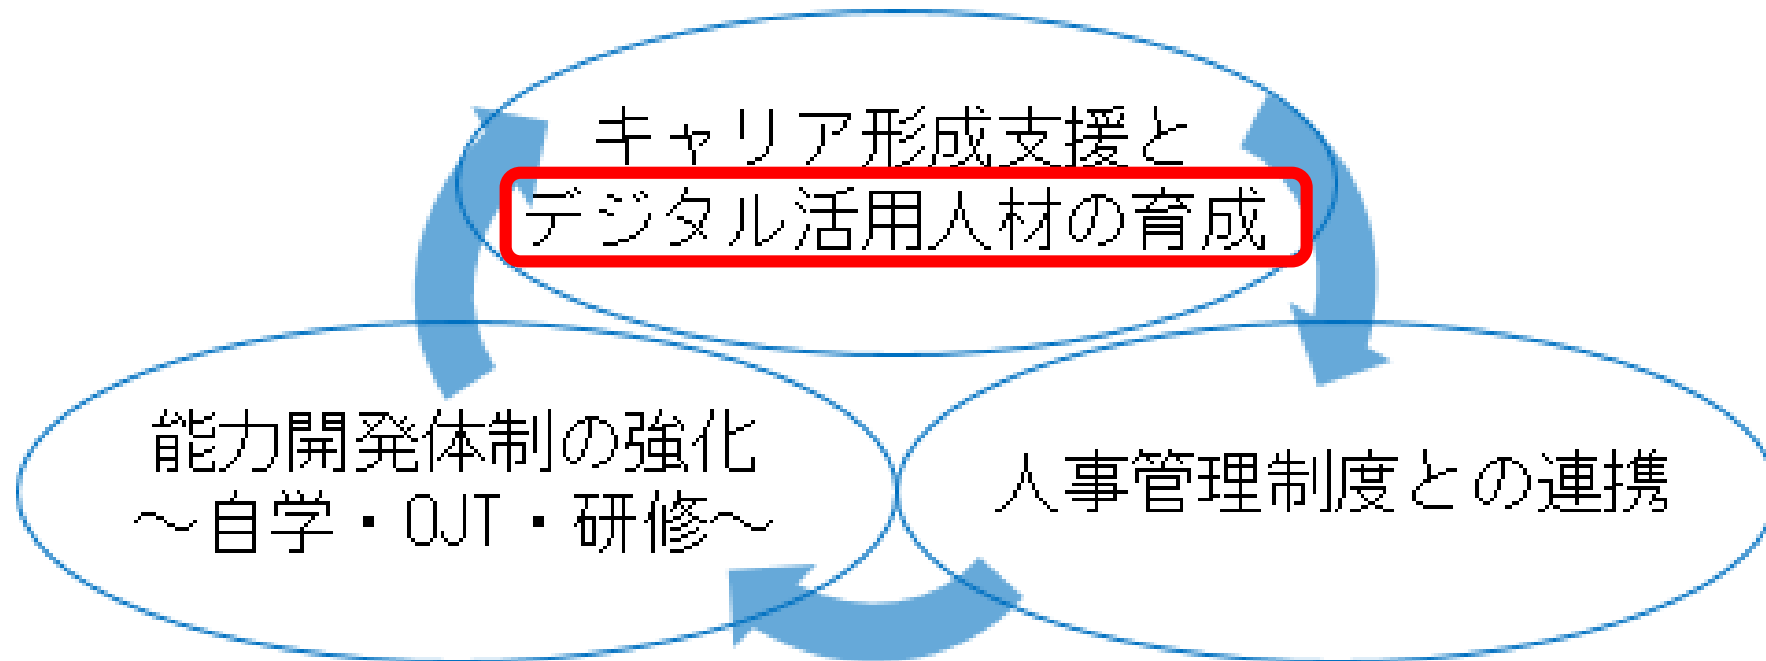 キャリア形成支援と
デジタル活用人材の育成
能力開発体制の強化
～自学・OJT・研修～
人事管理制度との連携